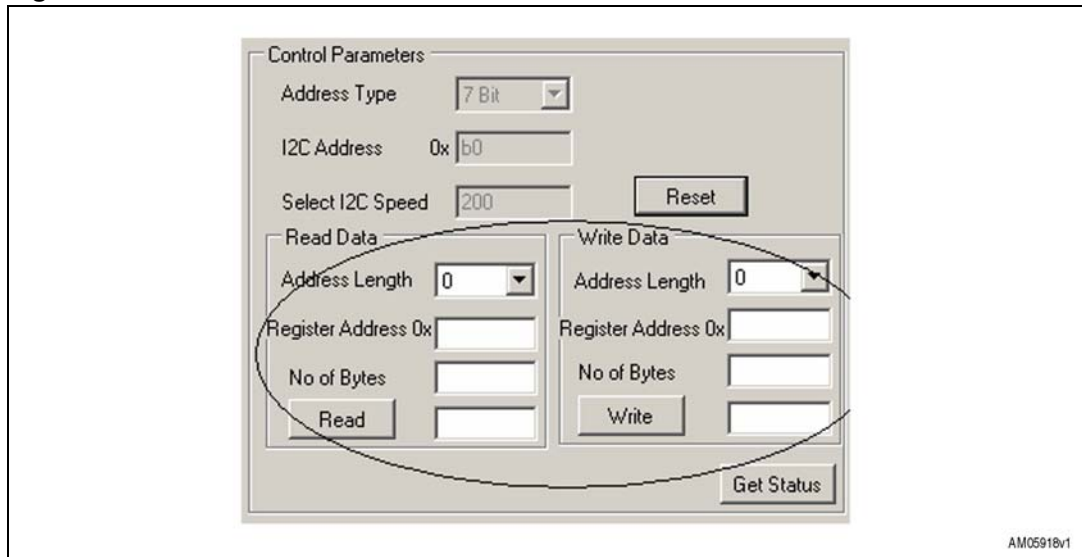 Control Parameters
Address Type 7 Bit
I2C Address 0x b0
Select I2C Speed 200
Reset
Read Data
Address Length 0
Register Address 0x
No of Bytes
Read
Write Data
Address Length 0
Register Address 0x
No of Bytes
Write
Get Status
AM05918v1